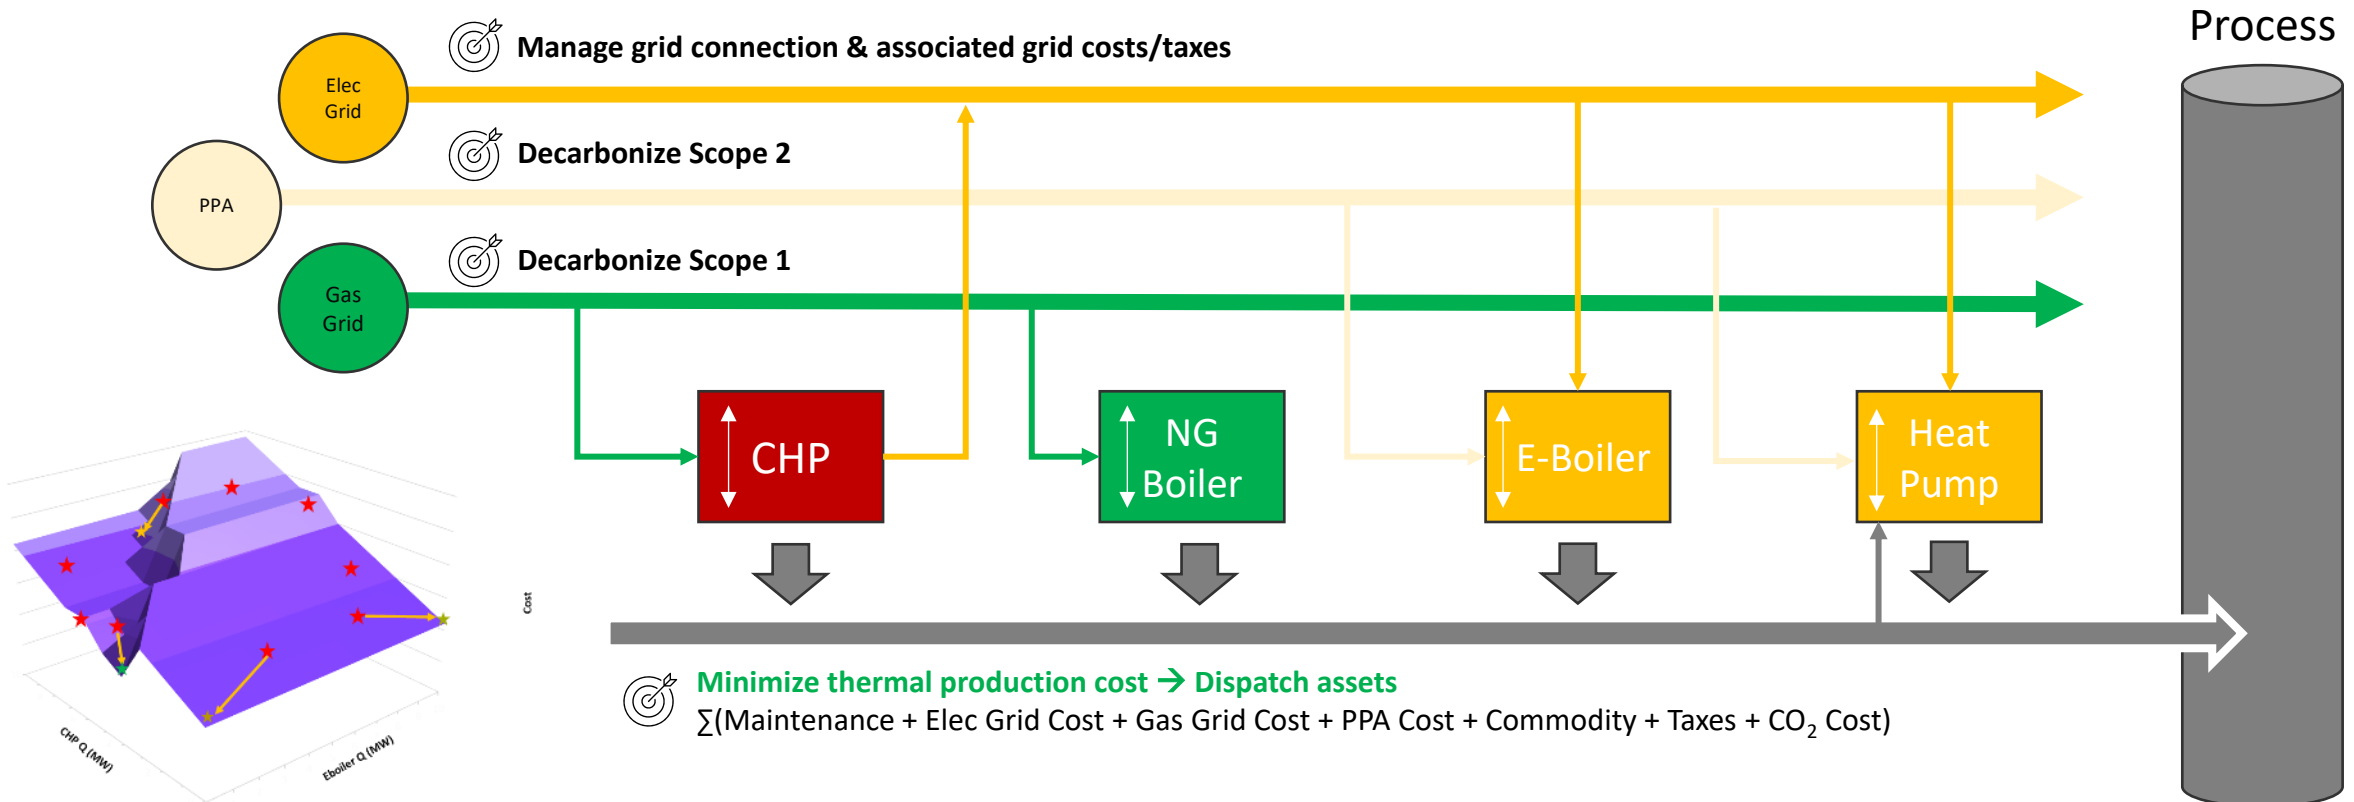 Process
Manage grid connection & associated grid costs/taxes
Elec
Grid
Decarbonize Scope 2
PPA
Decarbonize Scope 1
Gas
Grid
CHP
NG
Boiler
E-Boiler
Heat
Pump
Cost
CHP Q (MW)
Eboiler Q (MW)
Minimize thermal production cost → Dispatch assets
∑(Maintenance + Elec Grid Cost + Gas Grid Cost + PPA Cost + Commodity + Taxes + CO₂ Cost)